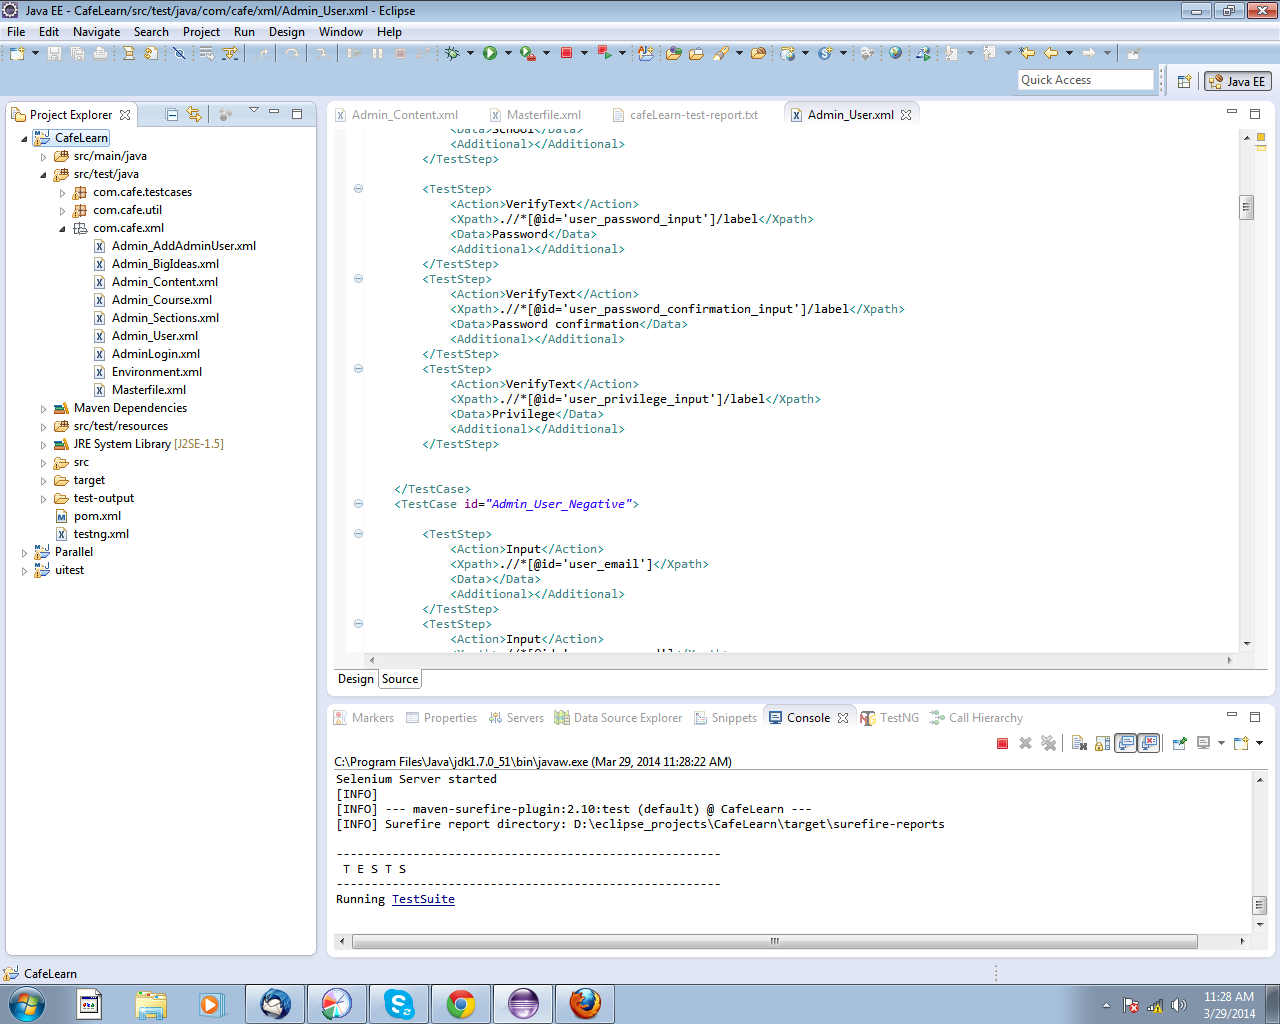 Java EE - CafeLearn/src/test/java/com/cafe/xml/Admin_User.xml - Eclipse
File Edit Navigate Search Project Run Design Window Help
Quick Access
Java EE
Project Explorer
CafeLearn
src/main/java
src/test/java
com.cafe.testcases
com.cafe.util
com.cafe.xml
Admin_AddAdminUser.xml
Admin_BigIdeas.xml
Admin_Content.xml
Admin_Course.xml
Admin_Sections.xml
Admin_User.xml
AdminLogin.xml
Environment.xml
Masterfile.xml
Maven Dependencies
src/test/resources
JRE System Library [J2SE-1.5]
src
target
test-output
pom.xml
testng.xml
Parallel
uitest
Admin_Content.xml Masterfile.xml cafeLearn-test-report.txt Admin_User.xml
<Data>School</Data>
<Additional></Additional>
</TestStep>
<TestStep>
<Action>VerifyText</Action>
<Xpath>.//*[@id='user_password_input']/label</Xpath>
<Data>Password</Data>
<Additional></Additional>
</TestStep>
<TestStep>
<Action>VerifyText</Action>
<Xpath>.//*[@id='user_password_confirmation_input']/label</Xpath>
<Data>Password confirmation</Data>
<Additional></Additional>
</TestStep>
<TestStep>
<Action>VerifyText</Action>
<Xpath>.//*[@id='user_privilege_input']/label</Xpath>
<Data>Privilege</Data>
<Additional></Additional>
</TestStep>
</TestCase>
<TestCase id="Admin_User_Negative">
<TestStep>
<Action>Input</Action>
<Xpath>.//*[@id='user_email']</Xpath>
<Data></Data>
<Additional></Additional>
</TestStep>
<TestStep>
<Action>Input</Action>
Design Source
Markers Properties Servers Data Source Explorer Snippets Console TestNG Call Hierarchy
C:\Program Files\Java\jdk1.7.0_51\bin\javaw.exe (Mar 29, 2014 11:28:22 AM)
Selenium Server started
[INFO]
[INFO] --- maven-surefire-plugin:2.10:test (default) @ CafeLearn ---
[INFO] Surefire report directory: D:\eclipse_projects\CafeLearn\target\surefire-reports
-------------------------------------------------------
T E S T S
-------------------------------------------------------
Running TestSuite
CafeLearn
11:28 AM
3/29/2014